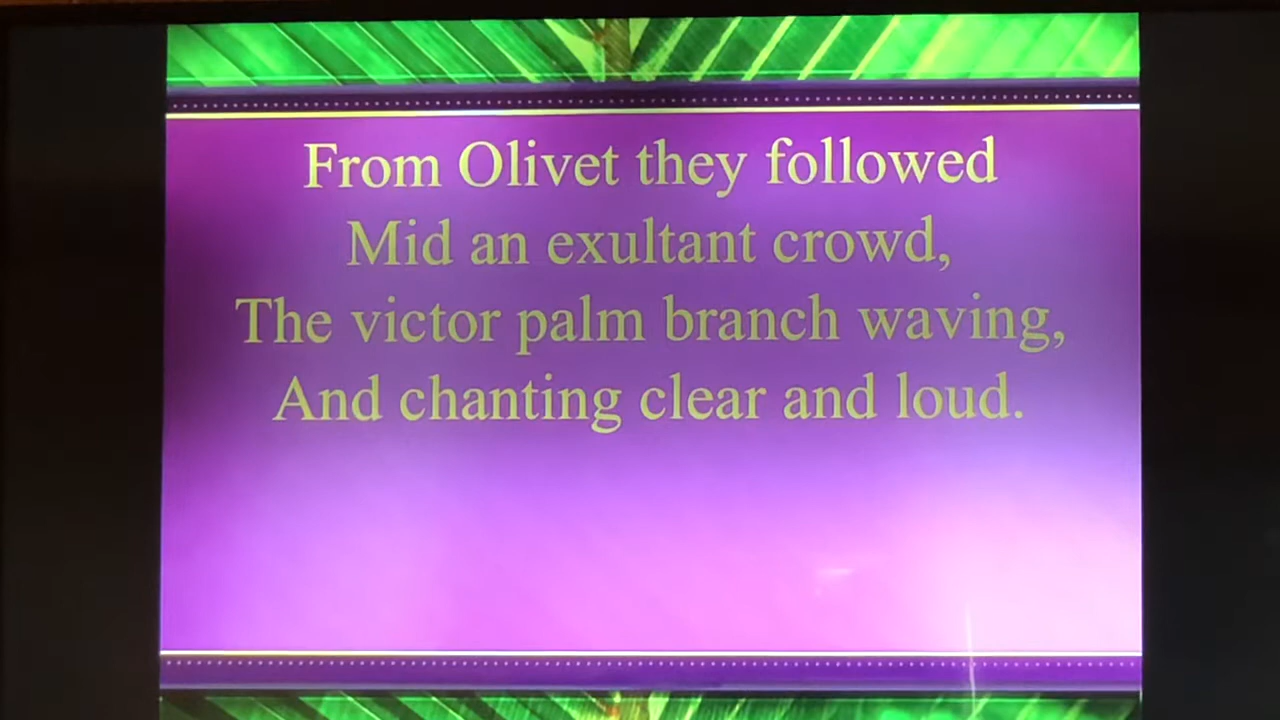 From Olivet they followed
Mid an exultant crowd,
The victor palm branch waving,
And chanting clear and loud.